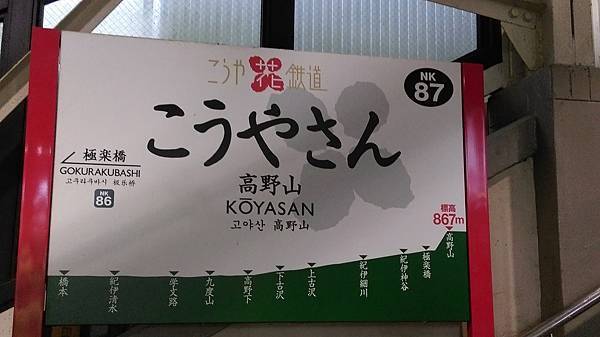 こうや花鉄道
NK
87
こうやさん
極楽橋
GOKURAKUBASHI
고쿠라쿠바시 极乐桥
NK
86
高野山
KŌYASAN
고야산 高野山
標高
867m
橋本
紀伊清水
学文路
九度山
高野下
下古沢
上古沢
紀伊細川
紀伊神谷
極楽橋
高野山